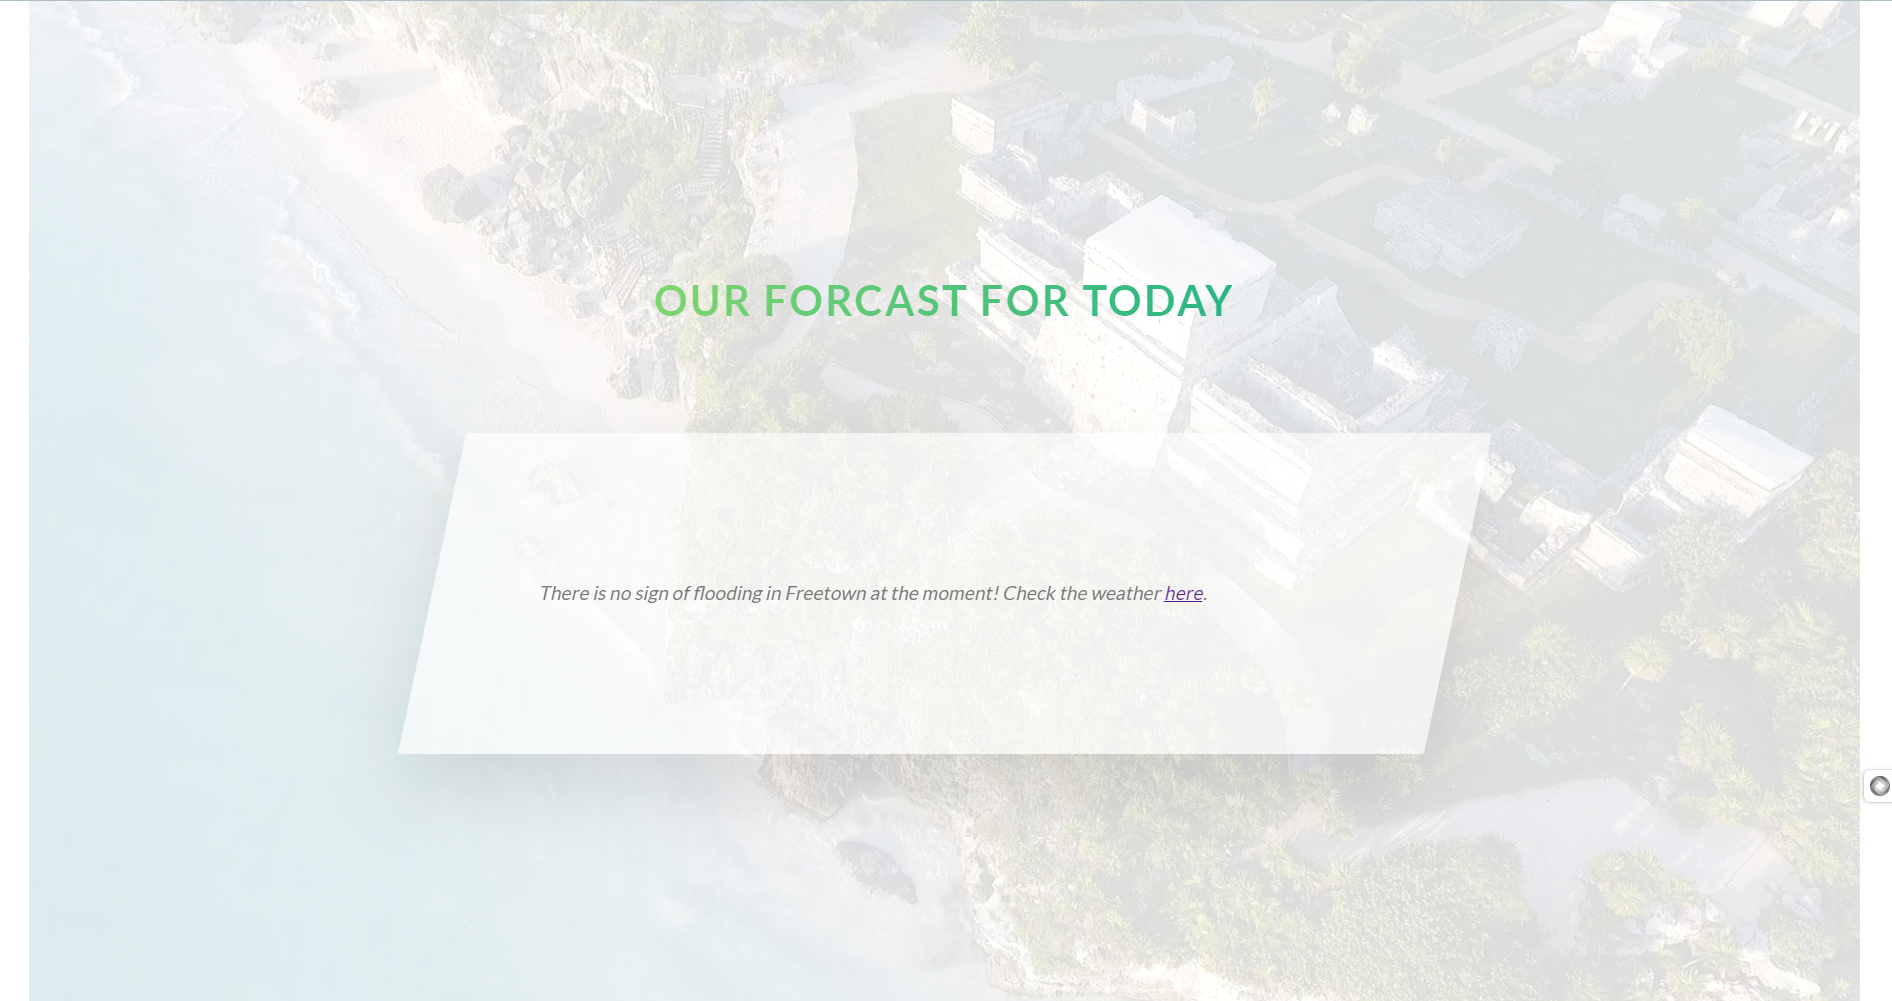 OUR FORCAST FOR TODAY
There is no sign of flooding in Freetown at the moment! Check the weather here.